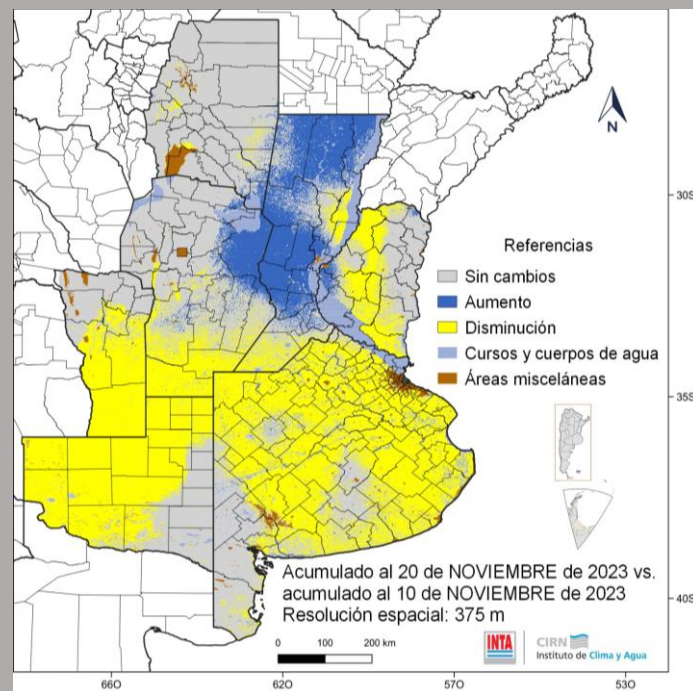 N
30S
Referencias
Sin cambios
Aumento
Disminución
Cursos y cuerpos de agua
Áreas misceláneas
35S
Acumulado al 20 de NOVIEMBRE de 2023 vs.
acumulado al 10 de NOVIEMBRE de 2023
Resolución espacial: 375 m
40S
0 100 200 km
INTA
CIRN
Instituto de Clima y Agua
66O 62O 57O 53O